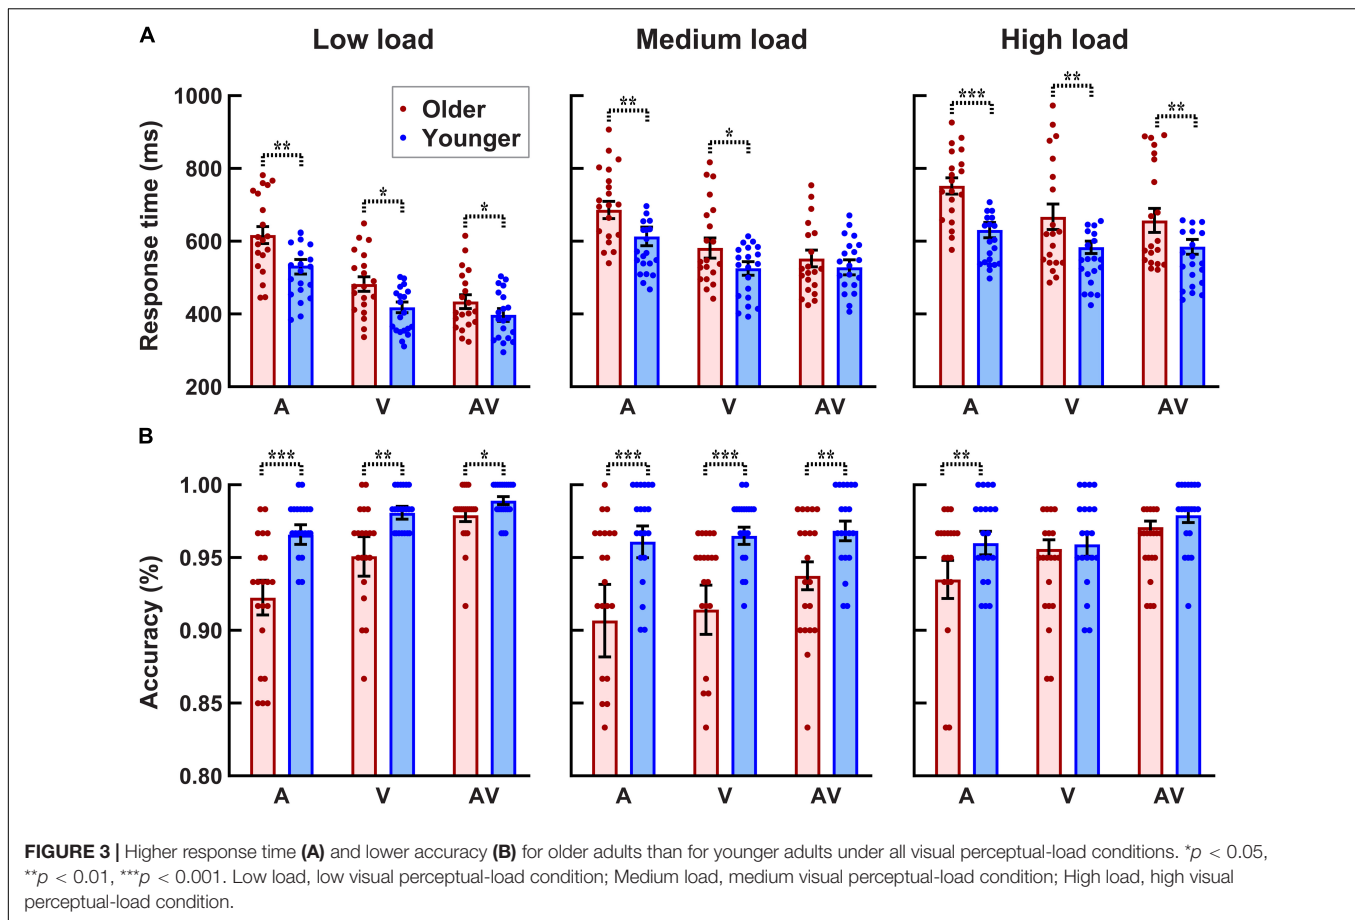 A
Low load
Medium load
High load
Older
Younger
Response time (ms)
1000
800
600
400
200
** * *
** *
*** ** **
A V AV
A V AV
A V AV
B
Accuracy (%)
1.00
0.95
0.90
0.85
0.80
*** ** *
*** *** **
**
A V AV
A V AV
A V AV
FIGURE 3 | Higher response time (A) and lower accuracy (B) for older adults than for younger adults under all visual perceptual-load conditions. *p < 0.05,
**p < 0.01, ***p < 0.001. Low load, low visual perceptual-load condition; Medium load, medium visual perceptual-load condition; High load, high visual
perceptual-load condition.